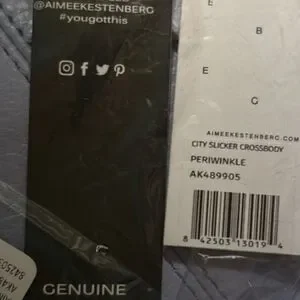 @AIMEEKESTENBERG
#yougotthis
GENUINE
E
B
E
G
AIMEEKESTENBERG.COM
CITY SLICKER CROSSBODY
PERIWINKLE
AK489905
8 42503 13019 4